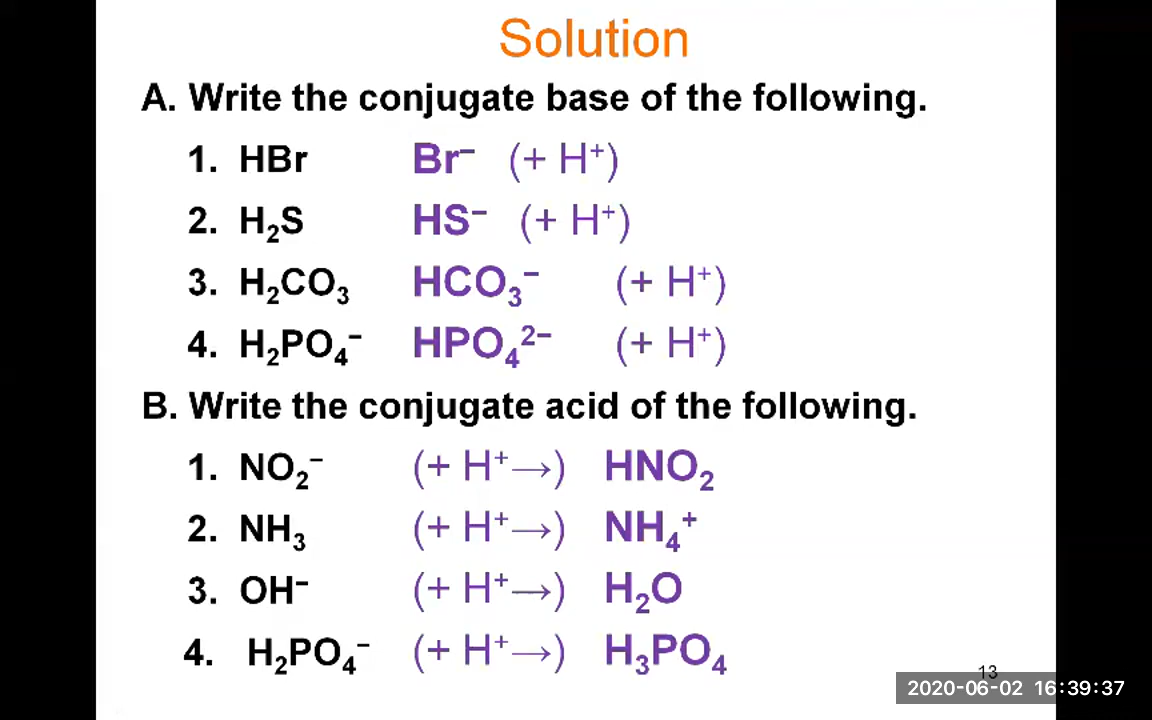 Solution
A. Write the conjugate base of the following.
1. HBr Br⁻ (+ H⁺)
2. H₂S HS⁻ (+ H⁺)
3. H₂CO₃ HCO₃⁻ (+ H⁺)
4. H₂PO₄⁻ HPO₄²⁻ (+ H⁺)
B. Write the conjugate acid of the following.
1. NO₂⁻ (+ H⁺→) HNO₂
2. NH₃ (+ H⁺→) NH₄⁺
3. OH⁻ (+ H⁺→) H₂O
4. H₂PO₄⁻ (+ H⁺→) H₃PO₄
13
2020-06-02 16:39:37